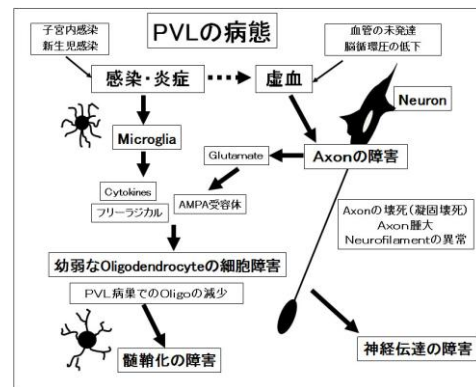 PVLの病態
子宮内感染
新生児感染
血管の未発達
脳循環圧の低下
感染・炎症
虚血
Neuron
Microglia
Glutamate
Axonの障害
Cytokines
フリーラジカル
AMPA受容体
Axonの壊死(凝固壊死)
Axon腫大
Neurofilamentの異常
幼弱なOligodendrocyteの細胞障害
PVL病巣でのOligoの減少
髄鞘化の障害
神経伝達の障害